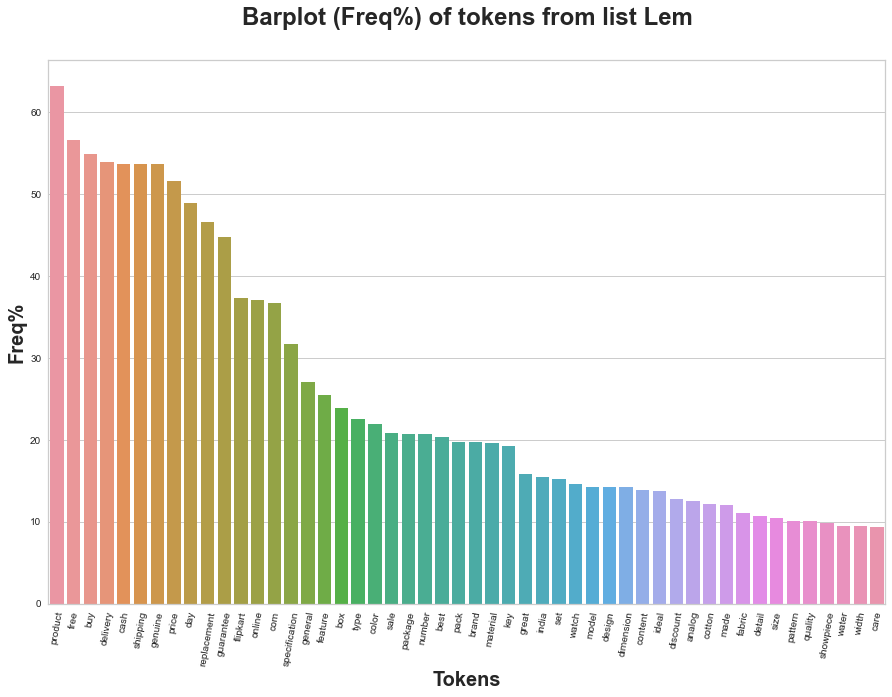 Barplot (Freq%) of tokens from list Lem
Freq%
60
50
40
30
20
10
0
product
free
buy
delivery
cash
shipping
genuine
price
day
replacement
guarantee
flipkart
online
com
specification
general
feature
box
type
color
sale
package
number
best
pack
brand
material
key
great
india
set
watch
model
design
dimension
content
ideal
discount
analog
cotton
made
fabric
detail
size
pattern
quality
showpiece
water
width
care
Tokens